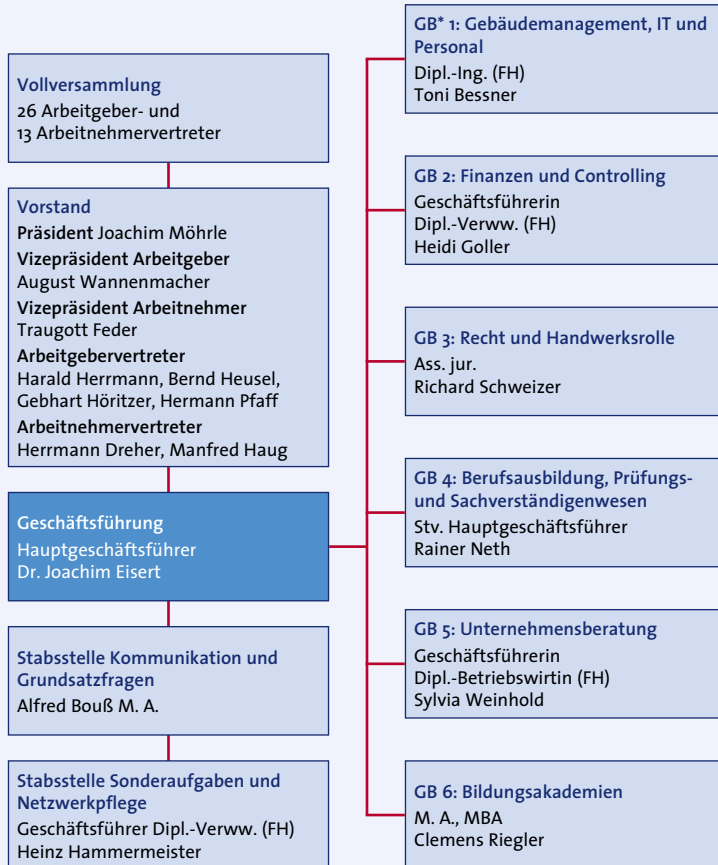 Vollversammlung
26 Arbeitgeber- und
13 Arbeitnehmervertreter
Vorstand
Präsident Joachim Möhrle
Vizepräsident Arbeitgeber
August Wannenmacher
Vizepräsident Arbeitnehmer
Traugott Feder
Arbeitgebervertreter
Harald Herrmann, Bernd Heusel,
Gebhart Höritzer, Hermann Pfaff
Arbeitnehmervertreter
Herrmann Dreher, Manfred Haug
Geschäftsführung
Hauptgeschäftsführer
Dr. Joachim Eisert
Stabsstelle Kommunikation und
Grundsatzfragen
Alfred Bouß M. A.
Stabsstelle Sonderaufgaben und
Netzwerkpflege
Geschäftsführer Dipl.-Verww. (FH)
Heinz Hammermeister
GB* 1: Gebäudemanagement, IT und
Personal
Dipl.-Ing. (FH)
Toni Bessner
GB 2: Finanzen und Controlling
Geschäftsführerin
Dipl.-Verww. (FH)
Heidi Goller
GB 3: Recht und Handwerksrolle
Ass. jur.
Richard Schweizer
GB 4: Berufsausbildung, Prüfungs-
und Sachverständigenwesen
Stv. Hauptgeschäftsführer
Rainer Neth
GB 5: Unternehmensberatung
Geschäftsführerin
Dipl.-Betriebswirtin (FH)
Sylvia Weinhold
GB 6: Bildungsakademien
M. A., MBA
Clemens Riegler